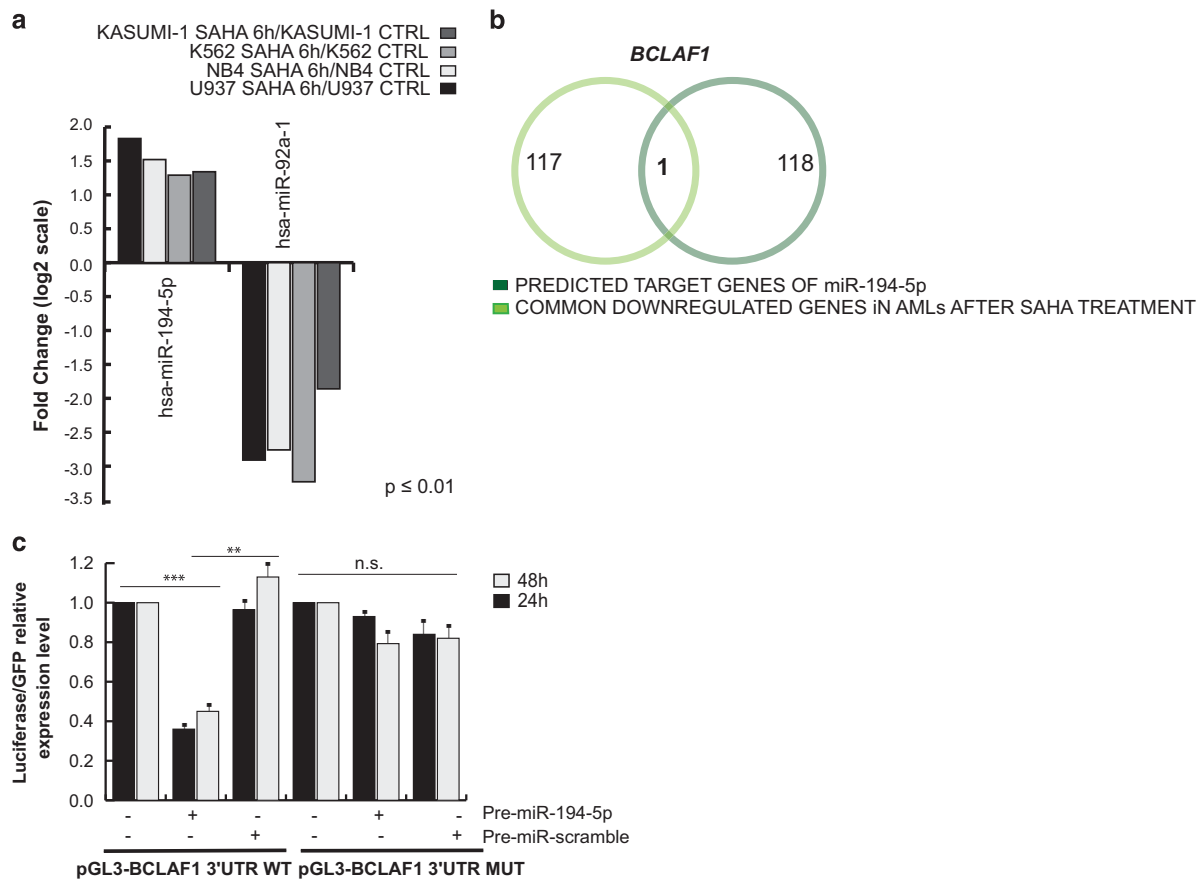 a
KASUMI-1 SAHA 6h/KASUMI-1 CTRL
K562 SAHA 6h/K562 CTRL
NB4 SAHA 6h/NB4 CTRL
U937 SAHA 6h/U937 CTRL
Fold Change (log2 scale)
2.0
1.5
1.0
0.5
0.0
-0.5
-1.0
-1.5
-2.0
-2.5
-3.0
-3.5
hsa-miR-194-5p
hsa-miR-92a-1
p ≤ 0.01
b
BCLAF1
117
1
118
PREDICTED TARGET GENES OF miR-194-5p
COMMON DOWNREGULATED GENES iN AMLs AFTER SAHA TREATMENT
c
Luciferase/GFP relative
expression level
1.2
1.0
0.8
0.6
0.4
0.2
0.0
***
**
n.s.
48h
24h
- + - - + - Pre-miR-194-5p
- - + - - + Pre-miR-scramble
pGL3-BCLAF1 3'UTR WT pGL3-BCLAF1 3'UTR MUT